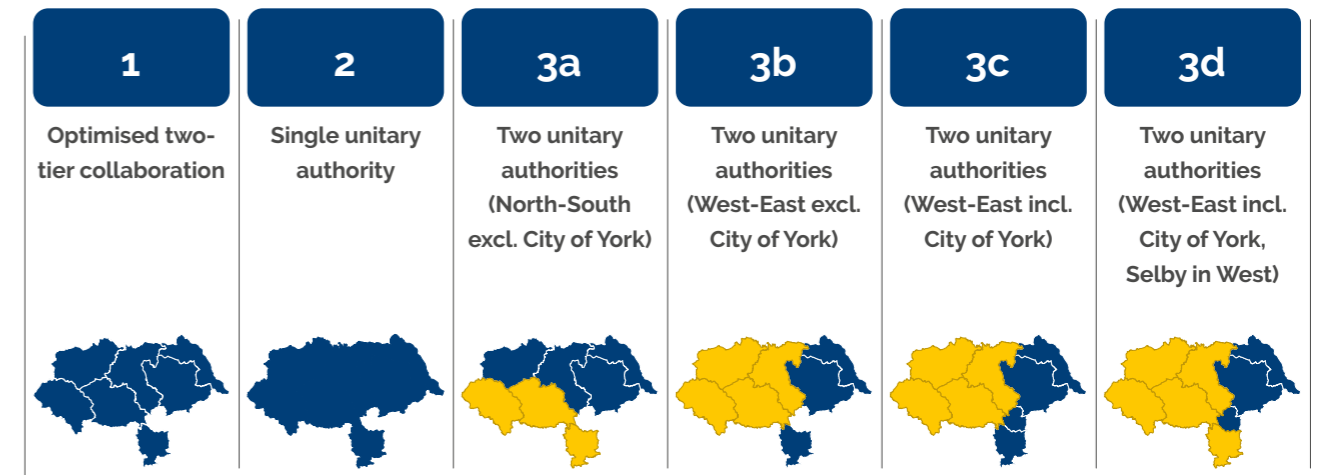 1
Optimised two-
tier collaboration
2
Single unitary
authority
3a
Two unitary
authorities
(North-South
excl. City of York)
3b
Two unitary
authorities
(West-East excl.
City of York)
3c
Two unitary
authorities
(West-East incl.
City of York)
3d
Two unitary
authorities
(West-East incl.
City of York,
Selby in West)